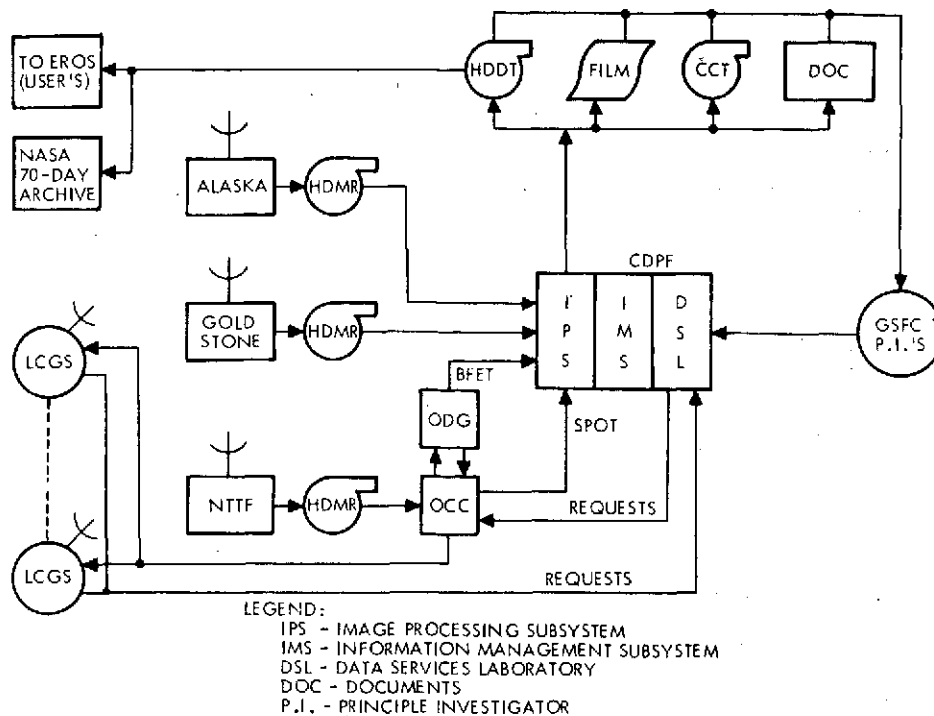 TO EROS
(USER'S)
HDDT
FILM
ČCT
DOC
NASA
70-DAY
ARCHIVE
ALASKA
HDMR
CDPF
GOLD
STONE
HDMR
I
P
S
I
M
S
D
S
L
GSFC
P.I.'S
LCGS
BFET
ODG
SPOT
NTTF
HDMR
OCC
REQUESTS
LCGS
REQUESTS
LEGEND:
IPS - IMAGE PROCESSING SUBSYSTEM
IMS - INFORMATION MANAGEMENT SUBSYSTEM
DSL - DATA SERVICES LABORATORY
DOC - DOCUMENTS
P.I. - PRINCIPLE INVESTIGATOR